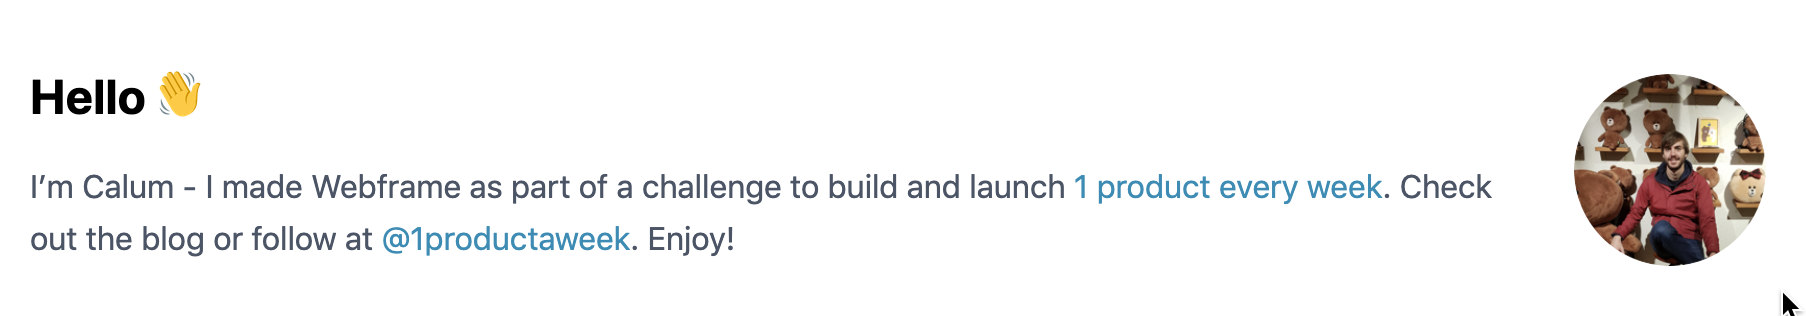 Hello 👋
I’m Calum - I made Webframe as part of a challenge to build and launch 1 product every week. Check
out the blog or follow at @1productaweek. Enjoy!